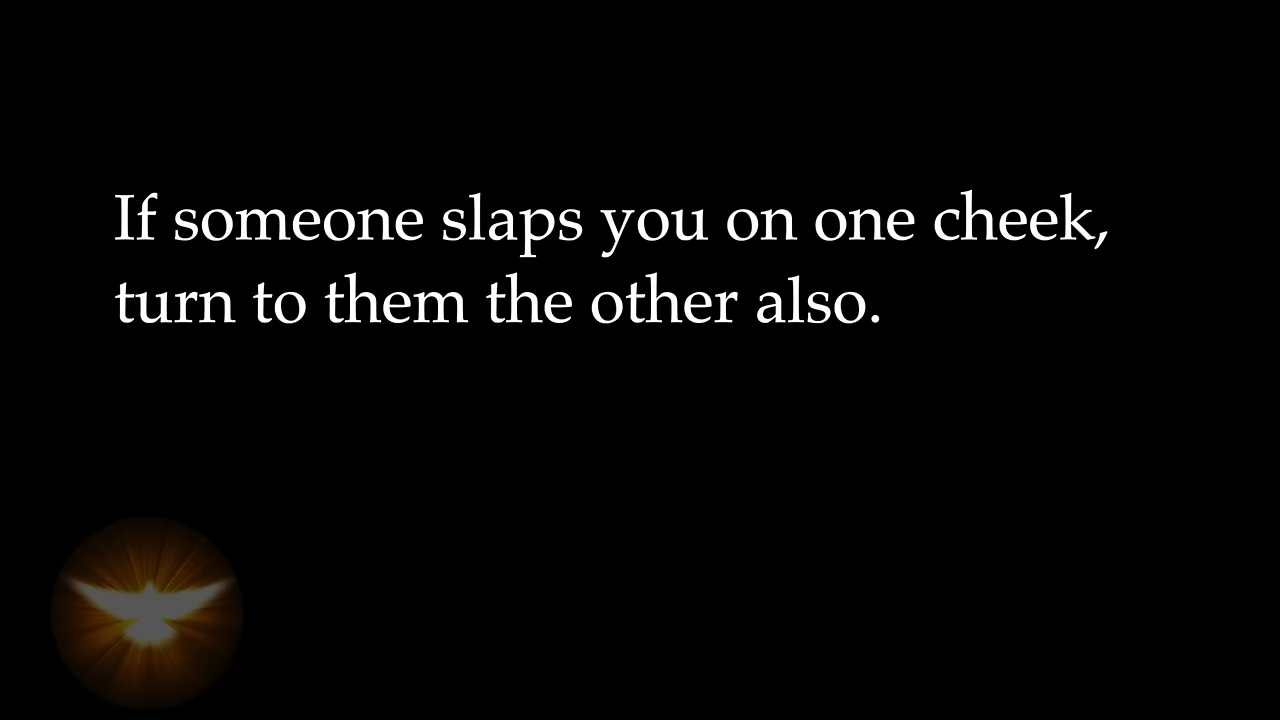 If someone slaps you on one cheek,
turn to them the other also.